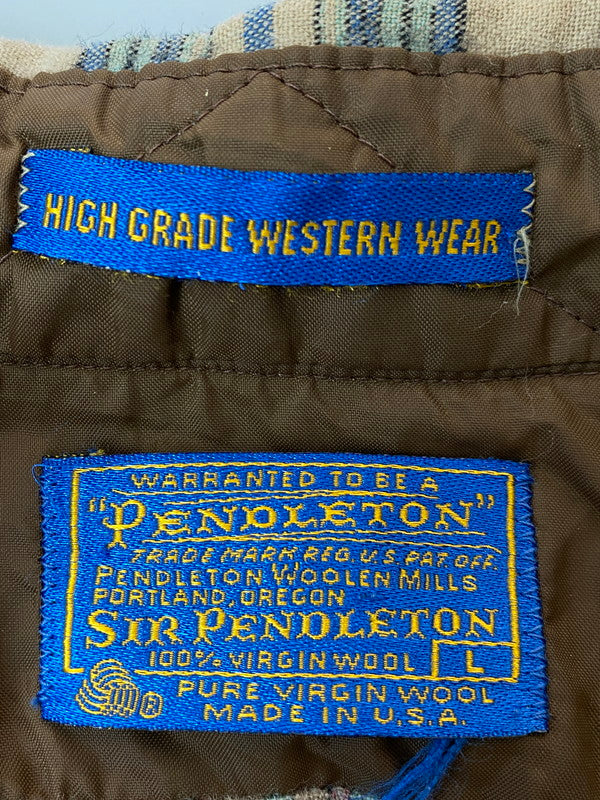 HIGH GRADE WESTERN WEAR
WARRANTED TO BE A
"PENDLETON"
TRADE MARK REG. U.S. PAT. OFF.
PENDLETON WOOLEN MILLS
PORTLAND, OREGON
SIR PENDLETON
100% VIRGIN WOOL L
®
PURE VIRGIN WOOL
MADE IN U.S.A.